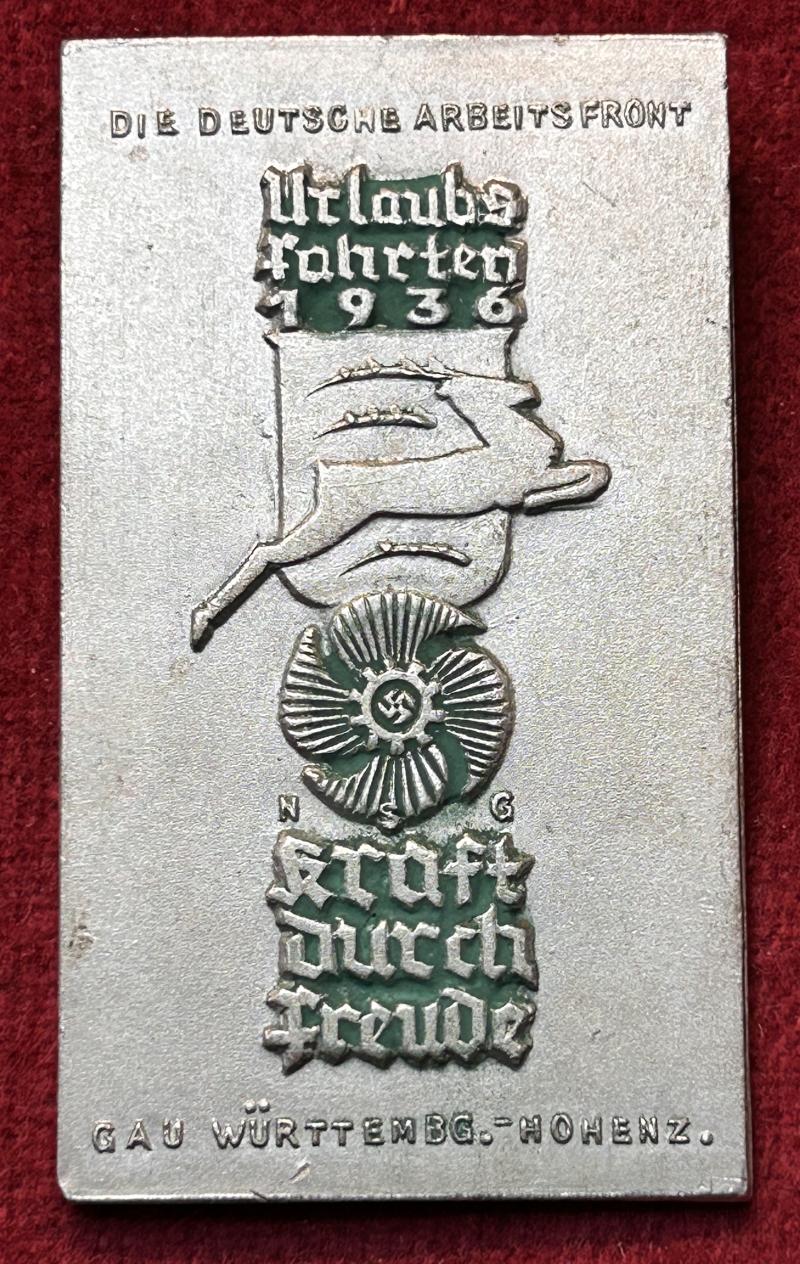 DIE DEUTSCHE ARBEITSFRONT
Urlaubs
fahrten
1936
N S G
Kraft
durch
freude
GAU WÜRTTEMBG.-HOHENZ.